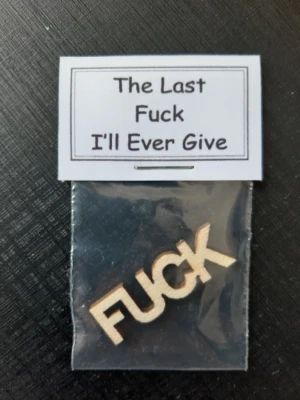 The Last
Fuck
I'll Ever Give
FUCK